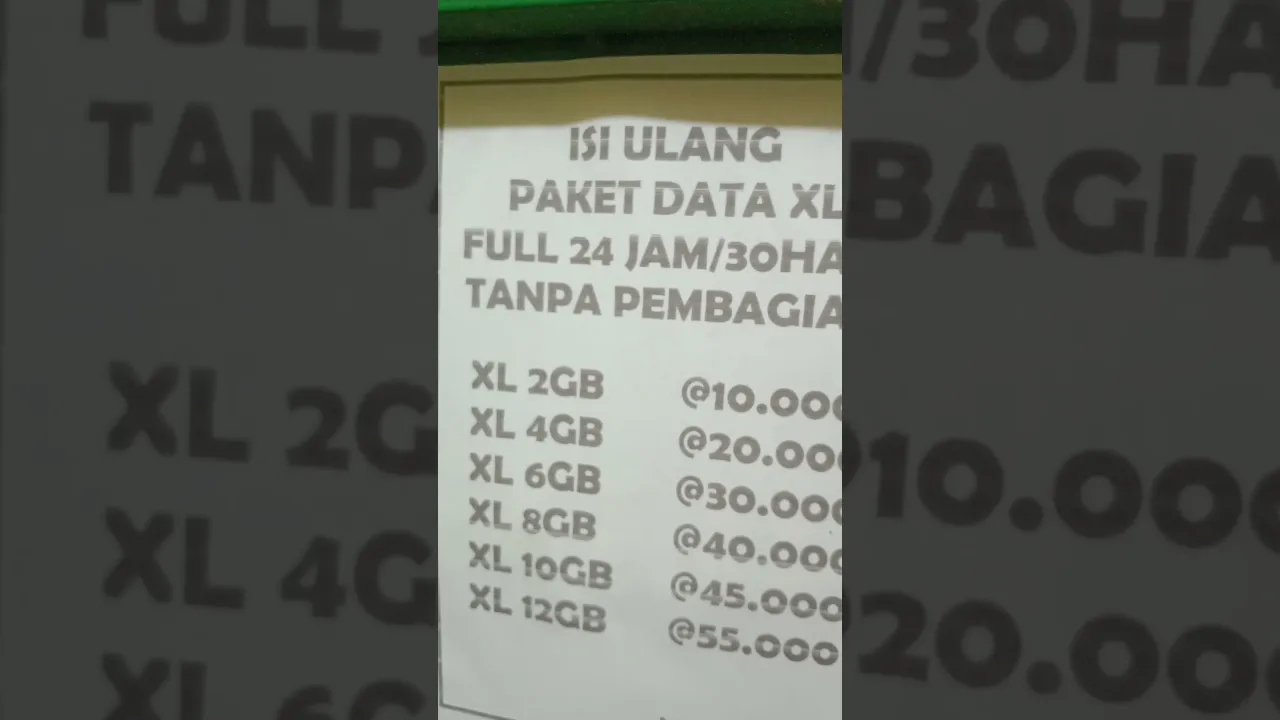 ISI ULANG
PAKET DATA XL
FULL 24 JAM/30HA
TANPA PEMBAGIA
XL 2GB @10.000
XL 4GB @20.000
XL 6GB @30.000
XL 8GB @40.000
XL 10GB @45.000
XL 12GB @55.000